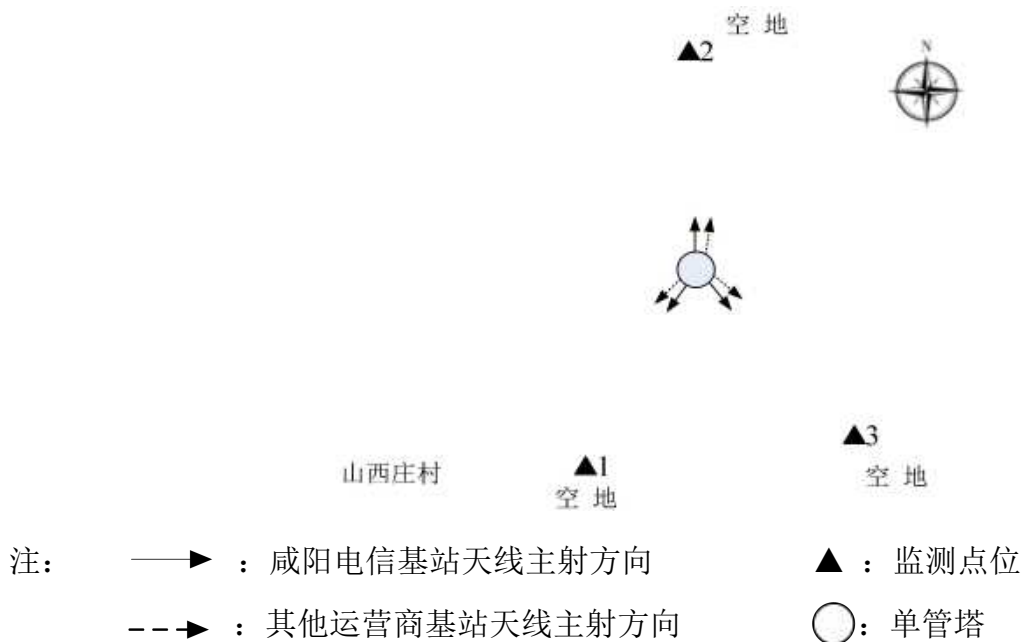 空 地
▲2
N
▲3
山西庄村
▲1
空 地
空 地
注： ：咸阳电信基站天线主射方向 ▲：监测点位
：其他运营商基站天线主射方向 ：单管塔